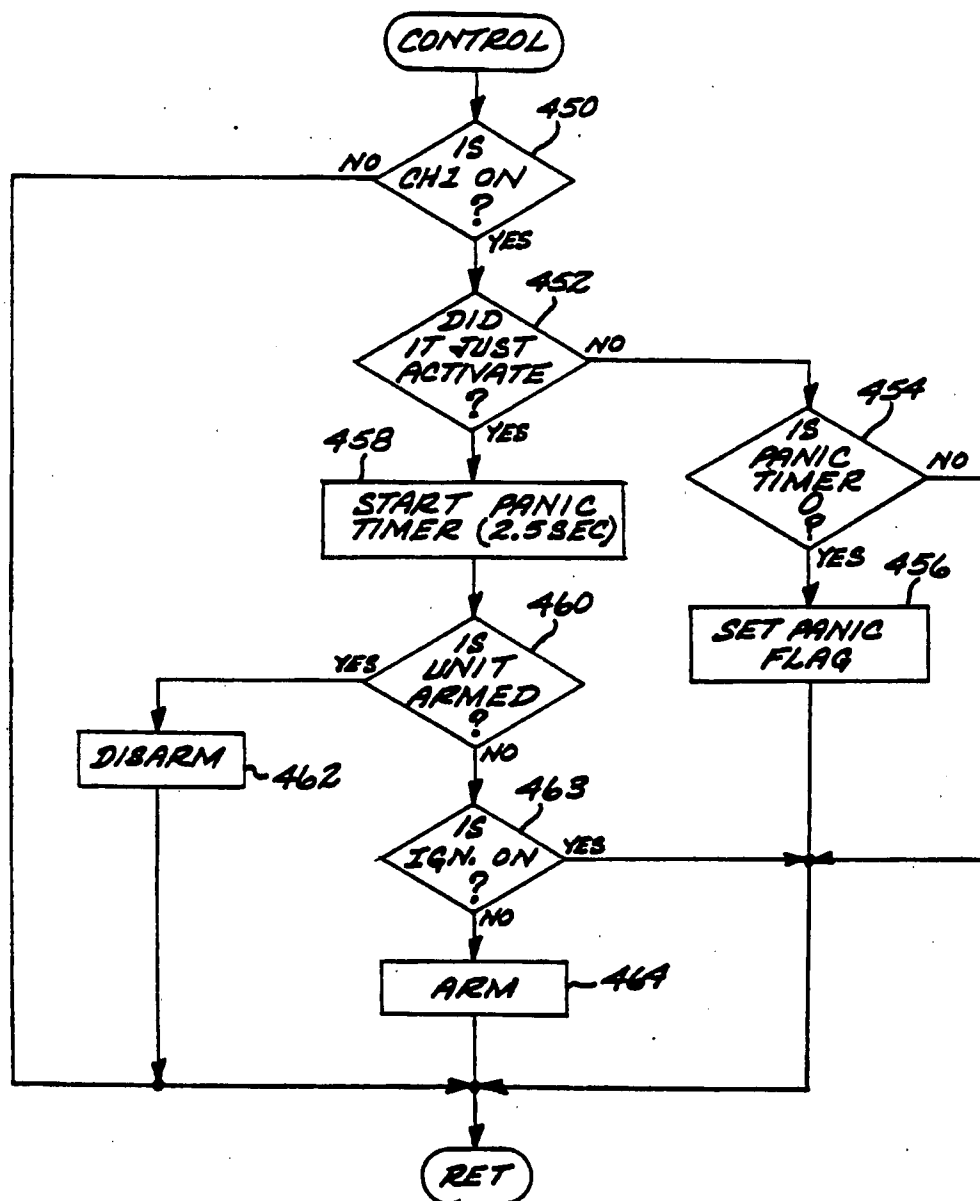 CONTROL
450
IS
CH1 ON
?
NO
YES
452
DID
IT JUST
ACTIVATE
?
NO
YES
454
IS
PANIC
TIMER
0
?
NO
YES
458
START PANIC
TIMER (2.5 SEC)
456
SET PANIC
FLAG
460
IS
UNIT
ARMED
?
YES
NO
DISARM
462
463
IS
IGN. ON
?
YES
NO
ARM
464
RET